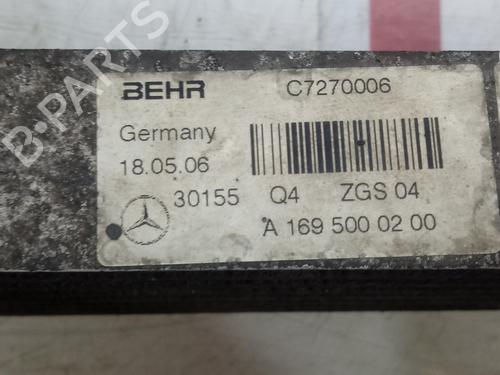 BEHR C7270006
Germany
18.05.06
30155 Q4 ZGS 04
A 169 500 02 00
B-PARTS